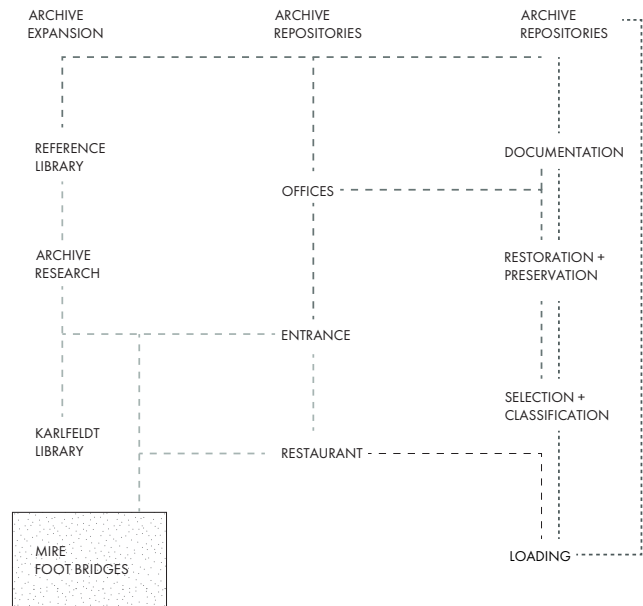 ARCHIVE
EXPANSION
ARCHIVE
REPOSITORIES
ARCHIVE
REPOSITORIES
REFERENCE
LIBRARY
DOCUMENTATION
OFFICES
ARCHIVE
RESEARCH
RESTORATION +
PRESERVATION
ENTRANCE
SELECTION +
CLASSIFICATION
KARLFELDT
LIBRARY
RESTAURANT
MIRE
FOOT BRIDGES
LOADING